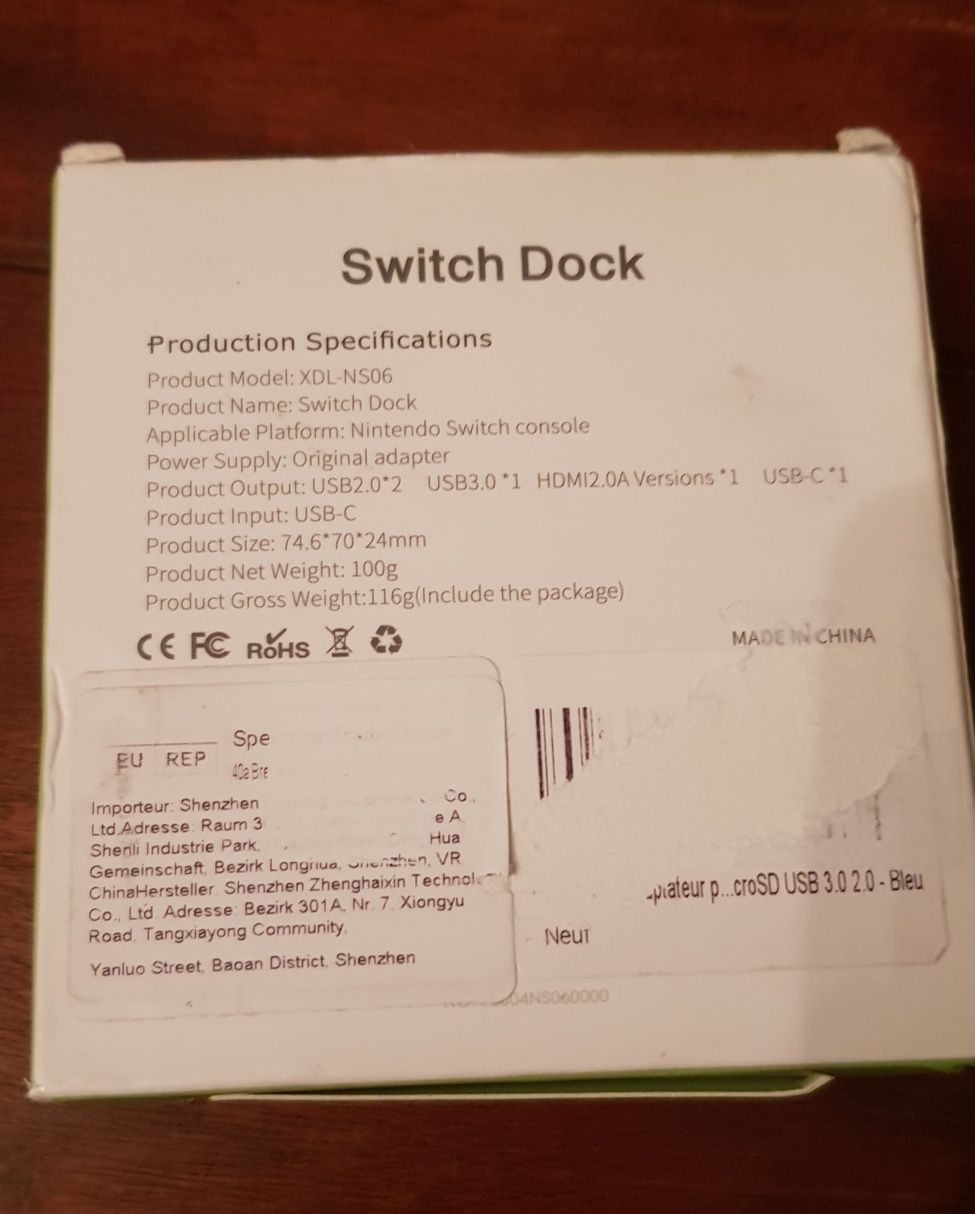 Switch Dock
Production Specifications
Product Model: XDL-NS06
Product Name: Switch Dock
Applicable Platform: Nintendo Switch console
Power Supply: Original adapter
Product Output: USB2.0*2 USB3.0 *1 HDMI2.0A Versions *1 USB-C *1
Product Input: USB-C
Product Size: 74.6*70*24mm
Product Net Weight: 100g
Product Gross Weight:116g(Include the package)
CE FC RoHS
MADE IN CHINA
Spe
EU REP
Importeur: Shenzhen Co.,
Ltd.Adresse: Raum 3 e A
Shenli Industrie Park, Hua
Gemeinschaft, Bezirk Longhua, Shenzhen, VR
ChinaHersteller. Shenzhen Zhenghaixin
Co., Ltd. Adresse: Bezirk 301A, Nr. 7, Xiongyu
Road, Tangxiayong Community,
Yanluo Street, Baoan District, Shenzhen
p...croSD USB 3.0 2.0 - Bleu
Neuf
04NS060000